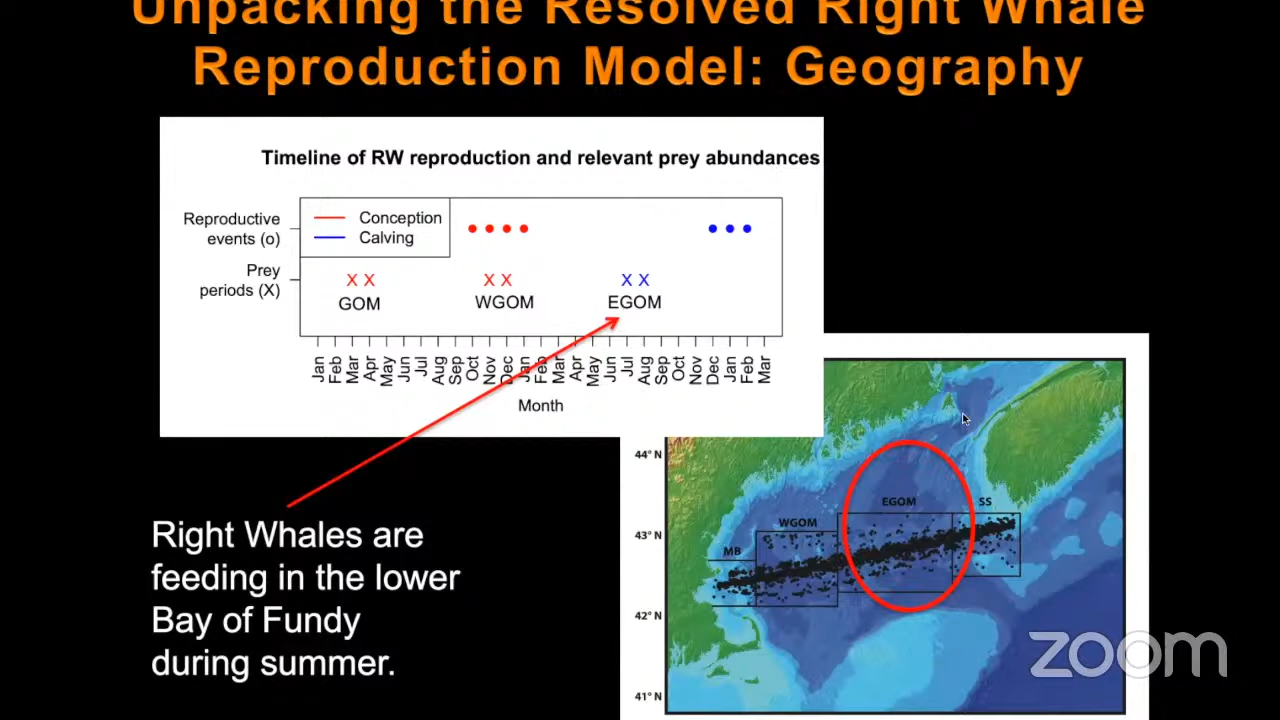 Unpacking the Resolved Right Whale
Reproduction Model: Geography
Timeline of RW reproduction and relevant prey abundances
Reproductive
events (o)
Conception
Calving
Prey
periods (X)
X X
X X
X X
GOM
WGOM
EGOM
Jan
Feb
Mar
Apr
May
Jun
Jul
Aug
Sep
Oct
Nov
Dec
Jan
Feb
Mar
Apr
May
Jun
Jul
Aug
Sep
Oct
Nov
Dec
Jan
Feb
Mar
Month
Right Whales are
feeding in the lower
Bay of Fundy
during summer.
44° N
43° N
42° N
41° N
MB
WGOM
EGOM
SS
zoom